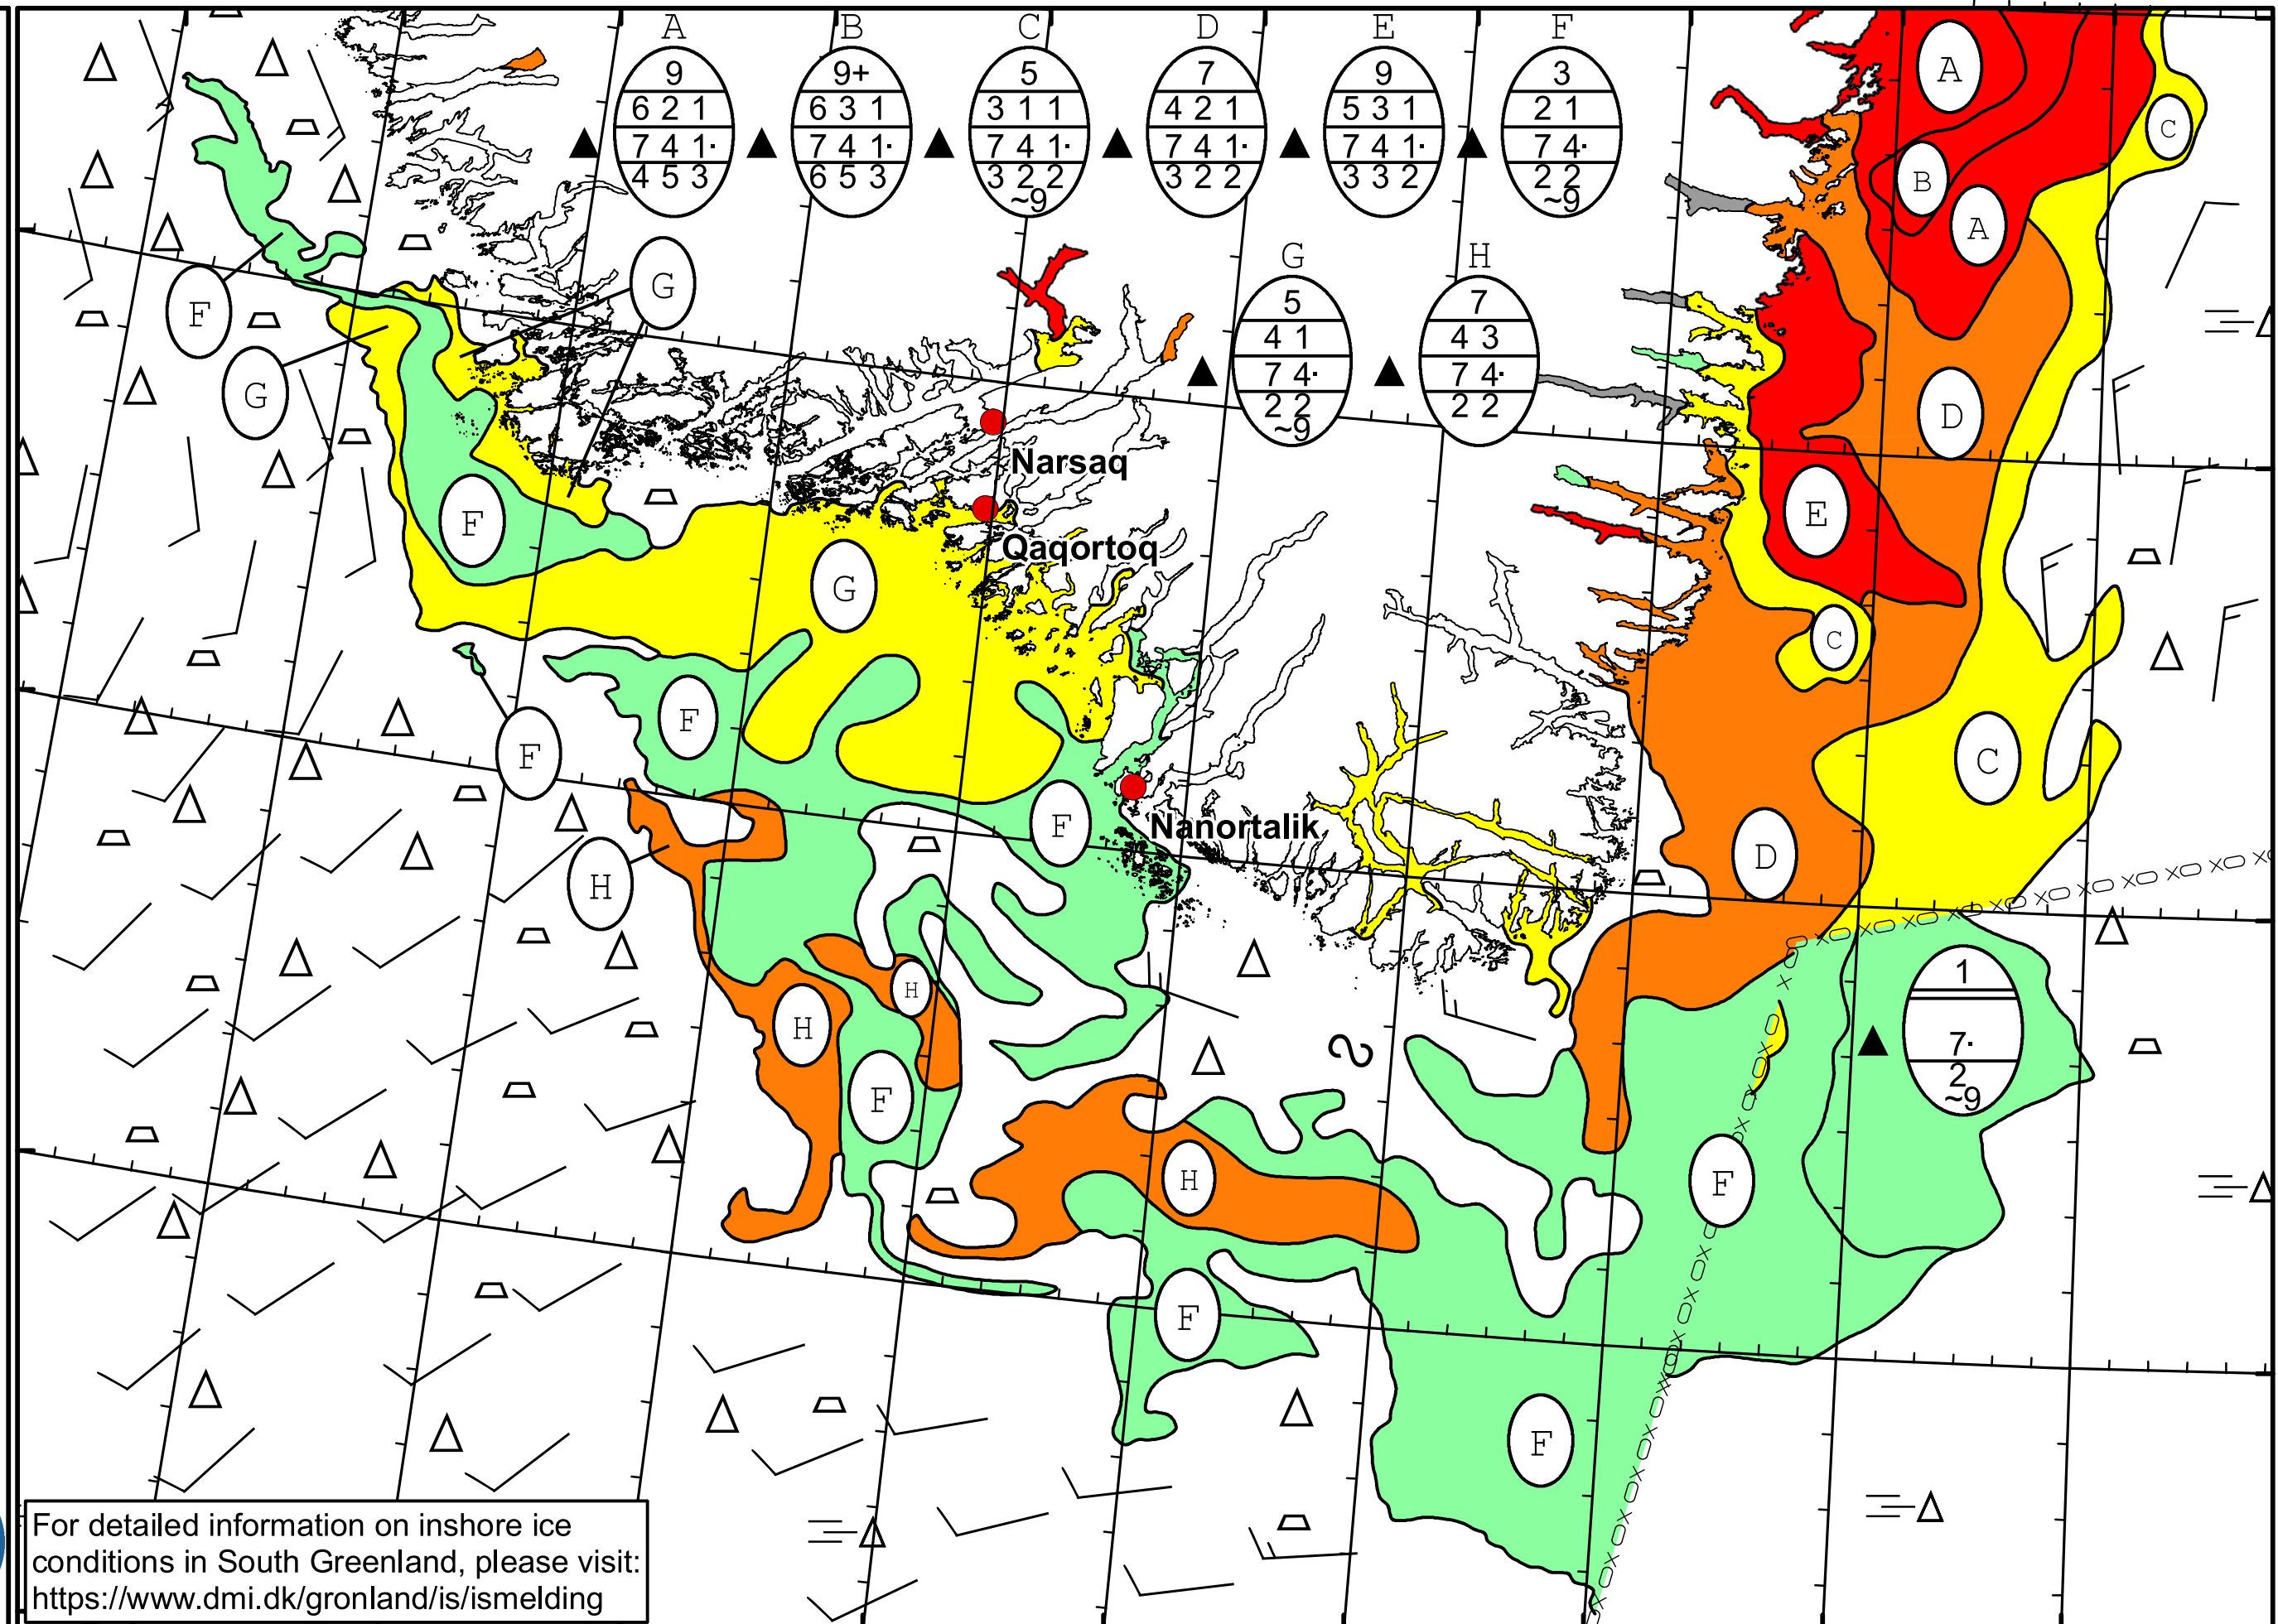 A B C D E F
9 9+ 5 7 9 3
6 2 1 6 3 1 3 1 1 4 2 1 5 3 1 2 1
7 4 1· 7 4 1· 7 4 1· 7 4 1· 7 4 1· 7 4·
4 5 3 6 5 3 3 2 2 3 2 2 3 3 2 2 2
~9 ~9
A
C
B
A
G H
G
F
5 7
4 1 4 3
7 4· 7 4·
2 2 2 2
~9
G
D
Narsaq
E
F
Qaqortoq
G
C
F
F
C
F
Nanortalik
D
H
1
7·
2
~9
H
H
F
H
F
F
F
For detailed information on inshore ice
conditions in South Greenland, please visit:
https://www.dmi.dk/gronland/is/ismelding